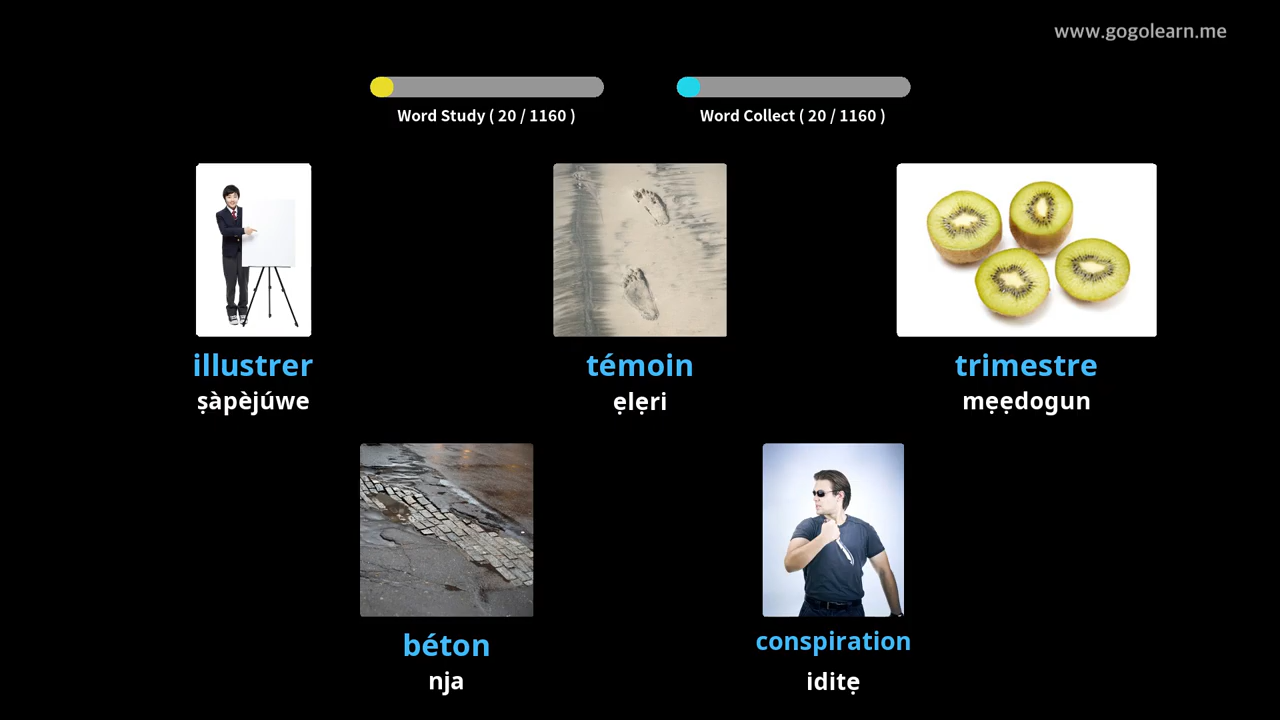 www.gogolearn.me
Word Study ( 20 / 1160 )
Word Collect ( 20 / 1160 )
illustrer
ṣàpèjúwe
témoin
ẹlẹri
trimestre
mẹẹdogun
béton
nja
conspiration
iditẹ